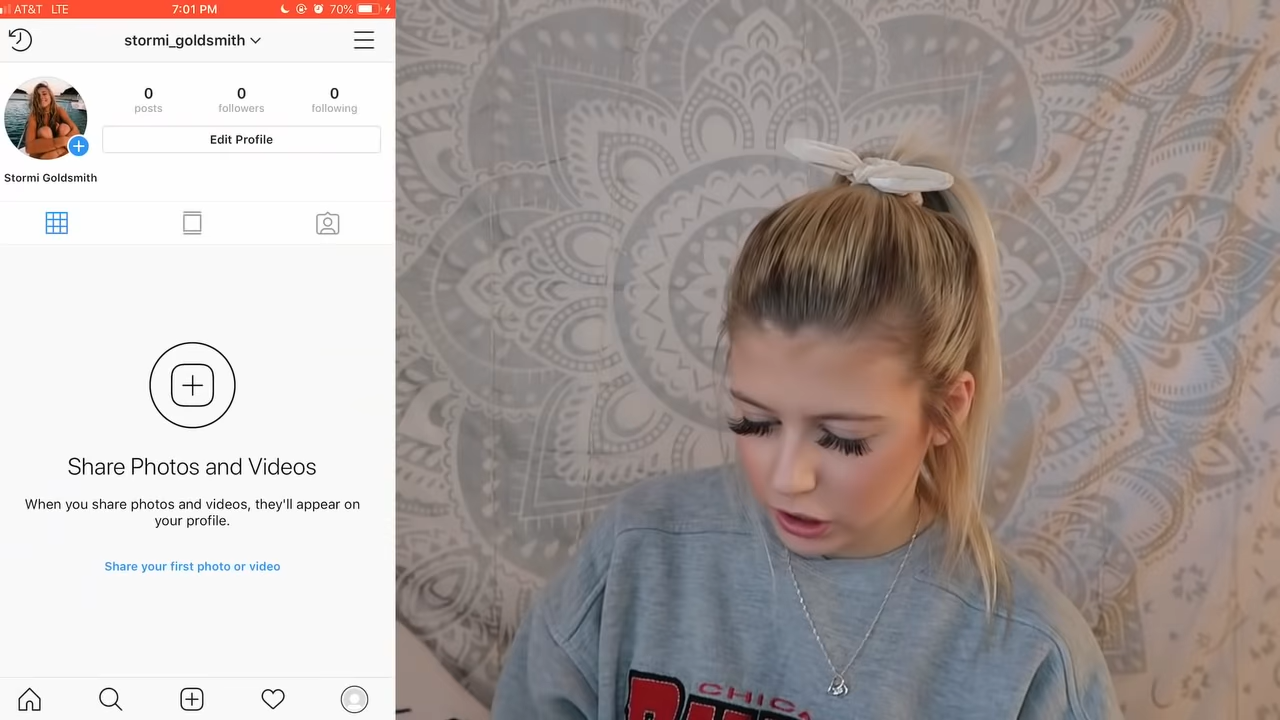 AT&T LTE 7:01 PM 70%
stormi_goldsmith
0 0 0
posts followers following
Edit Profile
Stormi Goldsmith
Share Photos and Videos
When you share photos and videos, they'll appear on
your profile.
Share your first photo or video